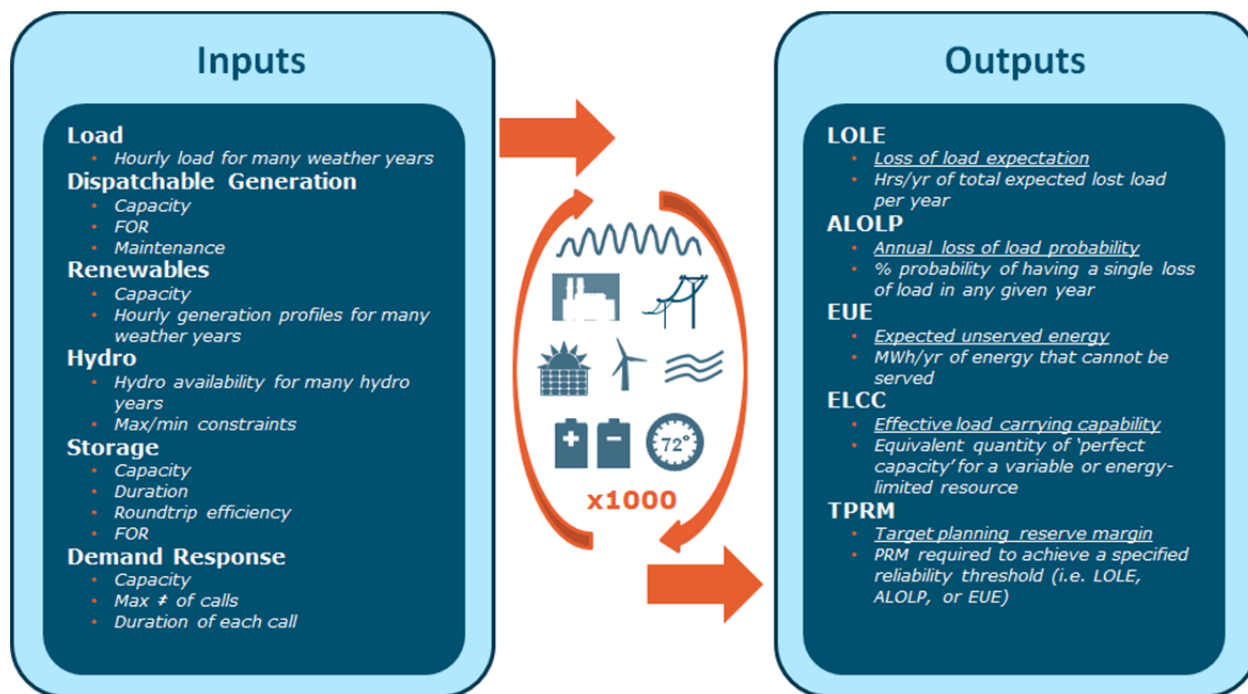 Inputs
Load
• Hourly load for many weather years
Dispatchable Generation
• Capacity
• FOR
• Maintenance
Renewables
• Capacity
• Hourly generation profiles for many
weather years
Hydro
• Hydro availability for many hydro
years
• Max/min constraints
Storage
• Capacity
• Duration
• Roundtrip efficiency
• FOR
Demand Response
• Capacity
• Max # of calls
• Duration of each call
72°
x1000
Outputs
LOLE
• Loss of load expectation
• Hrs/yr of total expected lost load
per year
ALOLP
• Annual loss of load probability
• % probability of having a single loss
of load in any given year
EUE
• Expected unserved energy
• MWh/yr of energy that cannot be
served
ELCC
• Effective load carrying capability
• Equivalent quantity of ‘perfect
capacity’ for a variable or energy-
limited resource
TPRM
• Target planning reserve margin
• PRM required to achieve a specified
reliability threshold (i.e. LOLE,
ALOLP, or EUE)